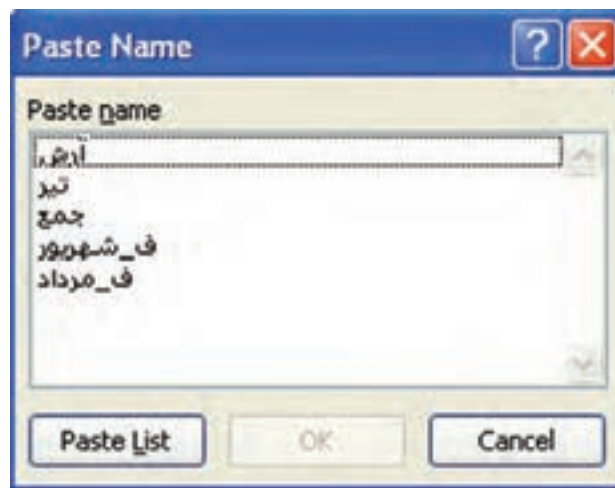 Paste Name
Paste name
آرش
تیر
جمع
ف_شهریور
ف_مرداد
Paste List
OK
Cancel